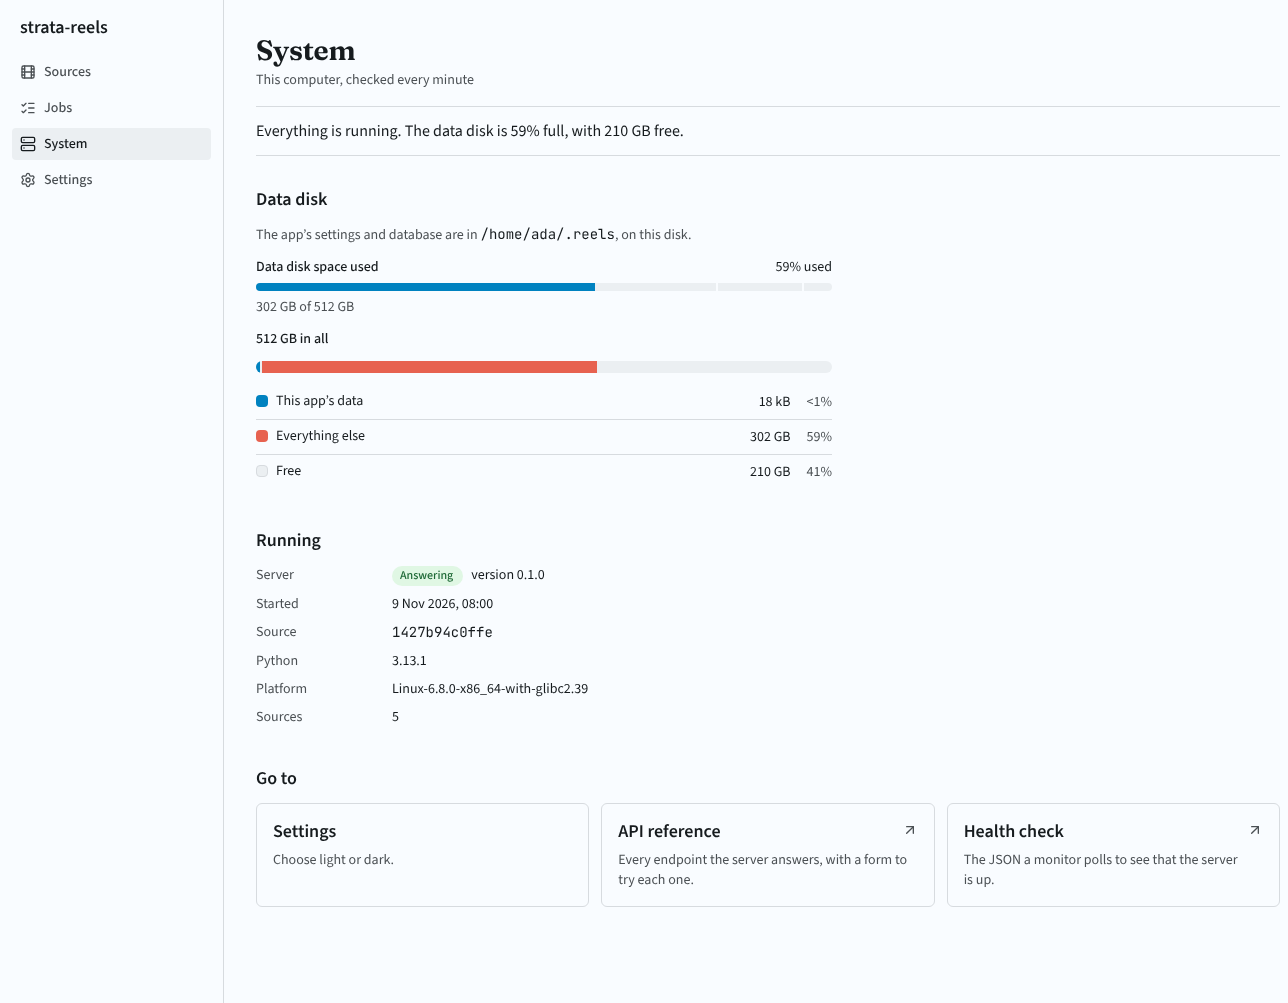 strata-reels
Sources
Jobs
System
Settings
System
This computer, checked every minute
Everything is running. The data disk is 59% full, with 210 GB free.
Data disk
The app’s settings and database are in /home/ada/.reels, on this disk.
Data disk space used 59% used
302 GB of 512 GB
512 GB in all
This app’s data 18 kB <1%
Everything else 302 GB 59%
Free 210 GB 41%
Running
Server Answering version 0.1.0
Started 9 Nov 2026, 08:00
Source 1427b94c0ffe
Python 3.13.1
Platform Linux-6.8.0-x86_64-with-glibc2.39
Sources 5
Go to
Settings
Choose light or dark.
API reference
Every endpoint the server answers, with a form to
try each one.
Health check
The JSON a monitor polls to see that the server
is up.